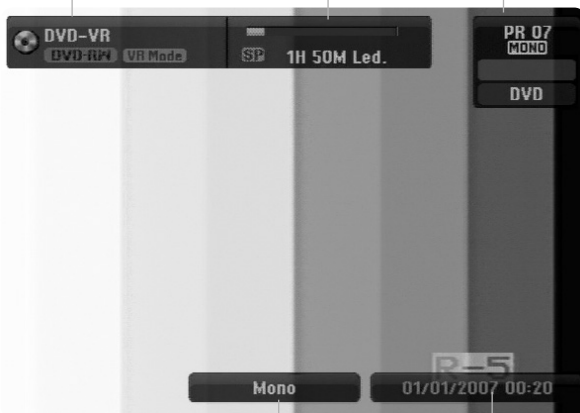 DVD-VR
DVD-RW VR Mode
SP 1H 50M Led.
PR 07
MONO
DVD
R-5
Mono
01/01/2007 00:20